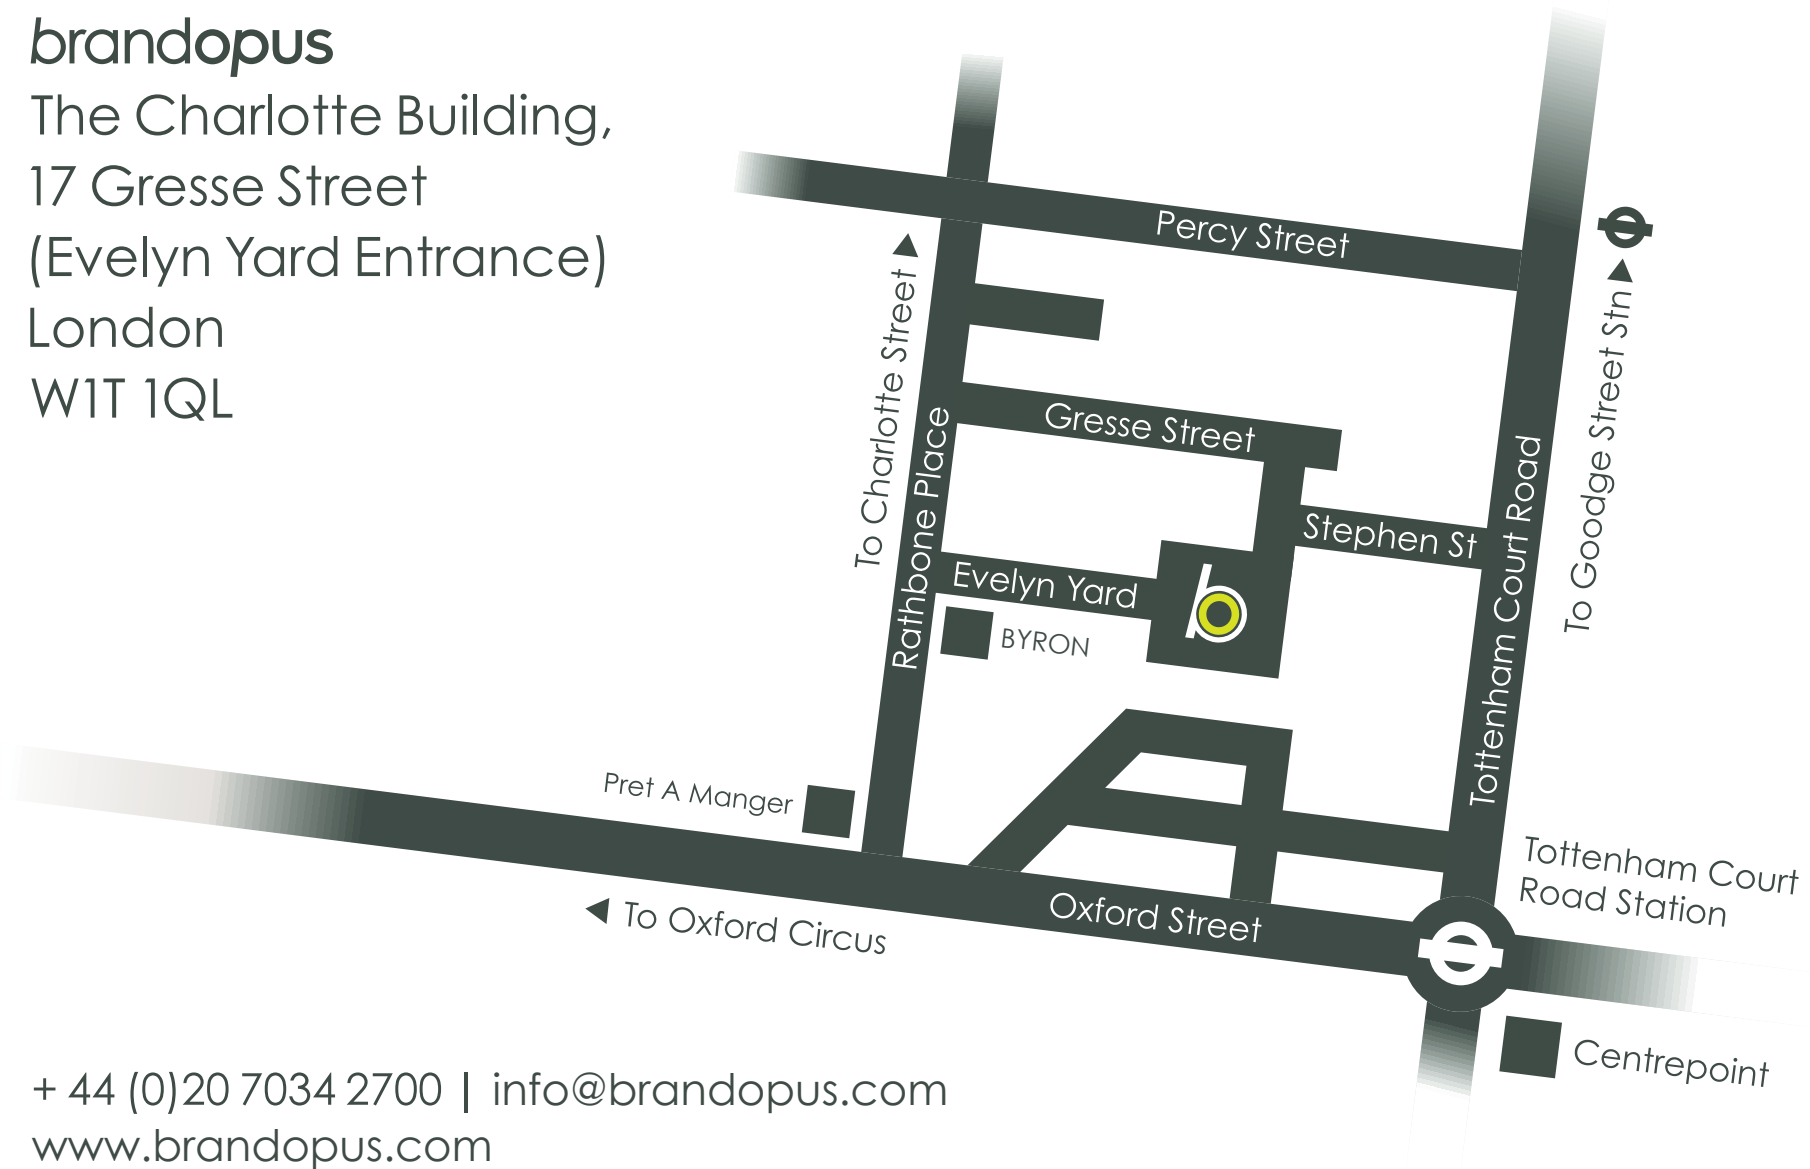 brandopus
The Charlotte Building,
17 Gresse Street
(Evelyn Yard Entrance)
London
W1T 1QL
Percy Street
To Charlotte Street
To Goodge Street Stn
Gresse Street
Rathbone Place
Tottenham Court Road
Stephen St
Evelyn Yard
b
BYRON
Pret A Manger
Tottenham Court
Road Station
Oxford Street
To Oxford Circus
Centrepoint
+ 44 (0)20 7034 2700 | info@brandopus.com
www.brandopus.com